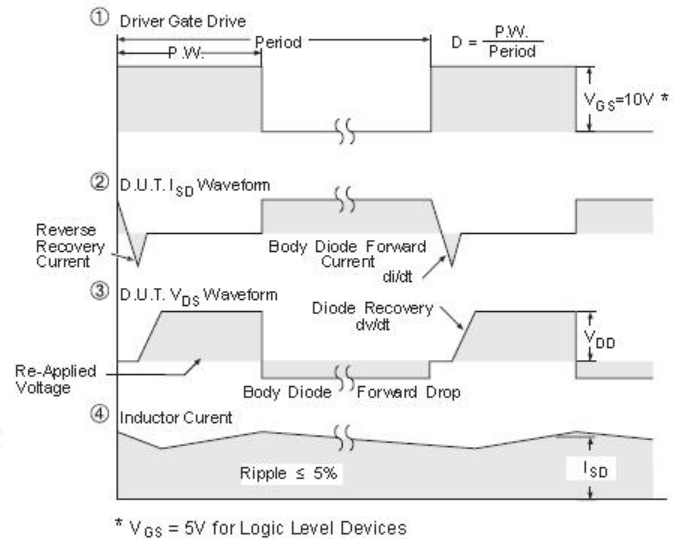 ① Driver Gate Drive
P.W.
Period
D = P.W. / Period
VGS=10V *
② D.U.T. ISD Waveform
Reverse
Recovery
Current
Body Diode Forward
Current
di/dt
③ D.U.T. VDS Waveform
Diode Recovery
dv/dt
VDD
Re-Applied
Voltage
Body Diode Forward Drop
④ Inductor Curent
Ripple ≤ 5%
ISD
* VGS = 5V for Logic Level Devices